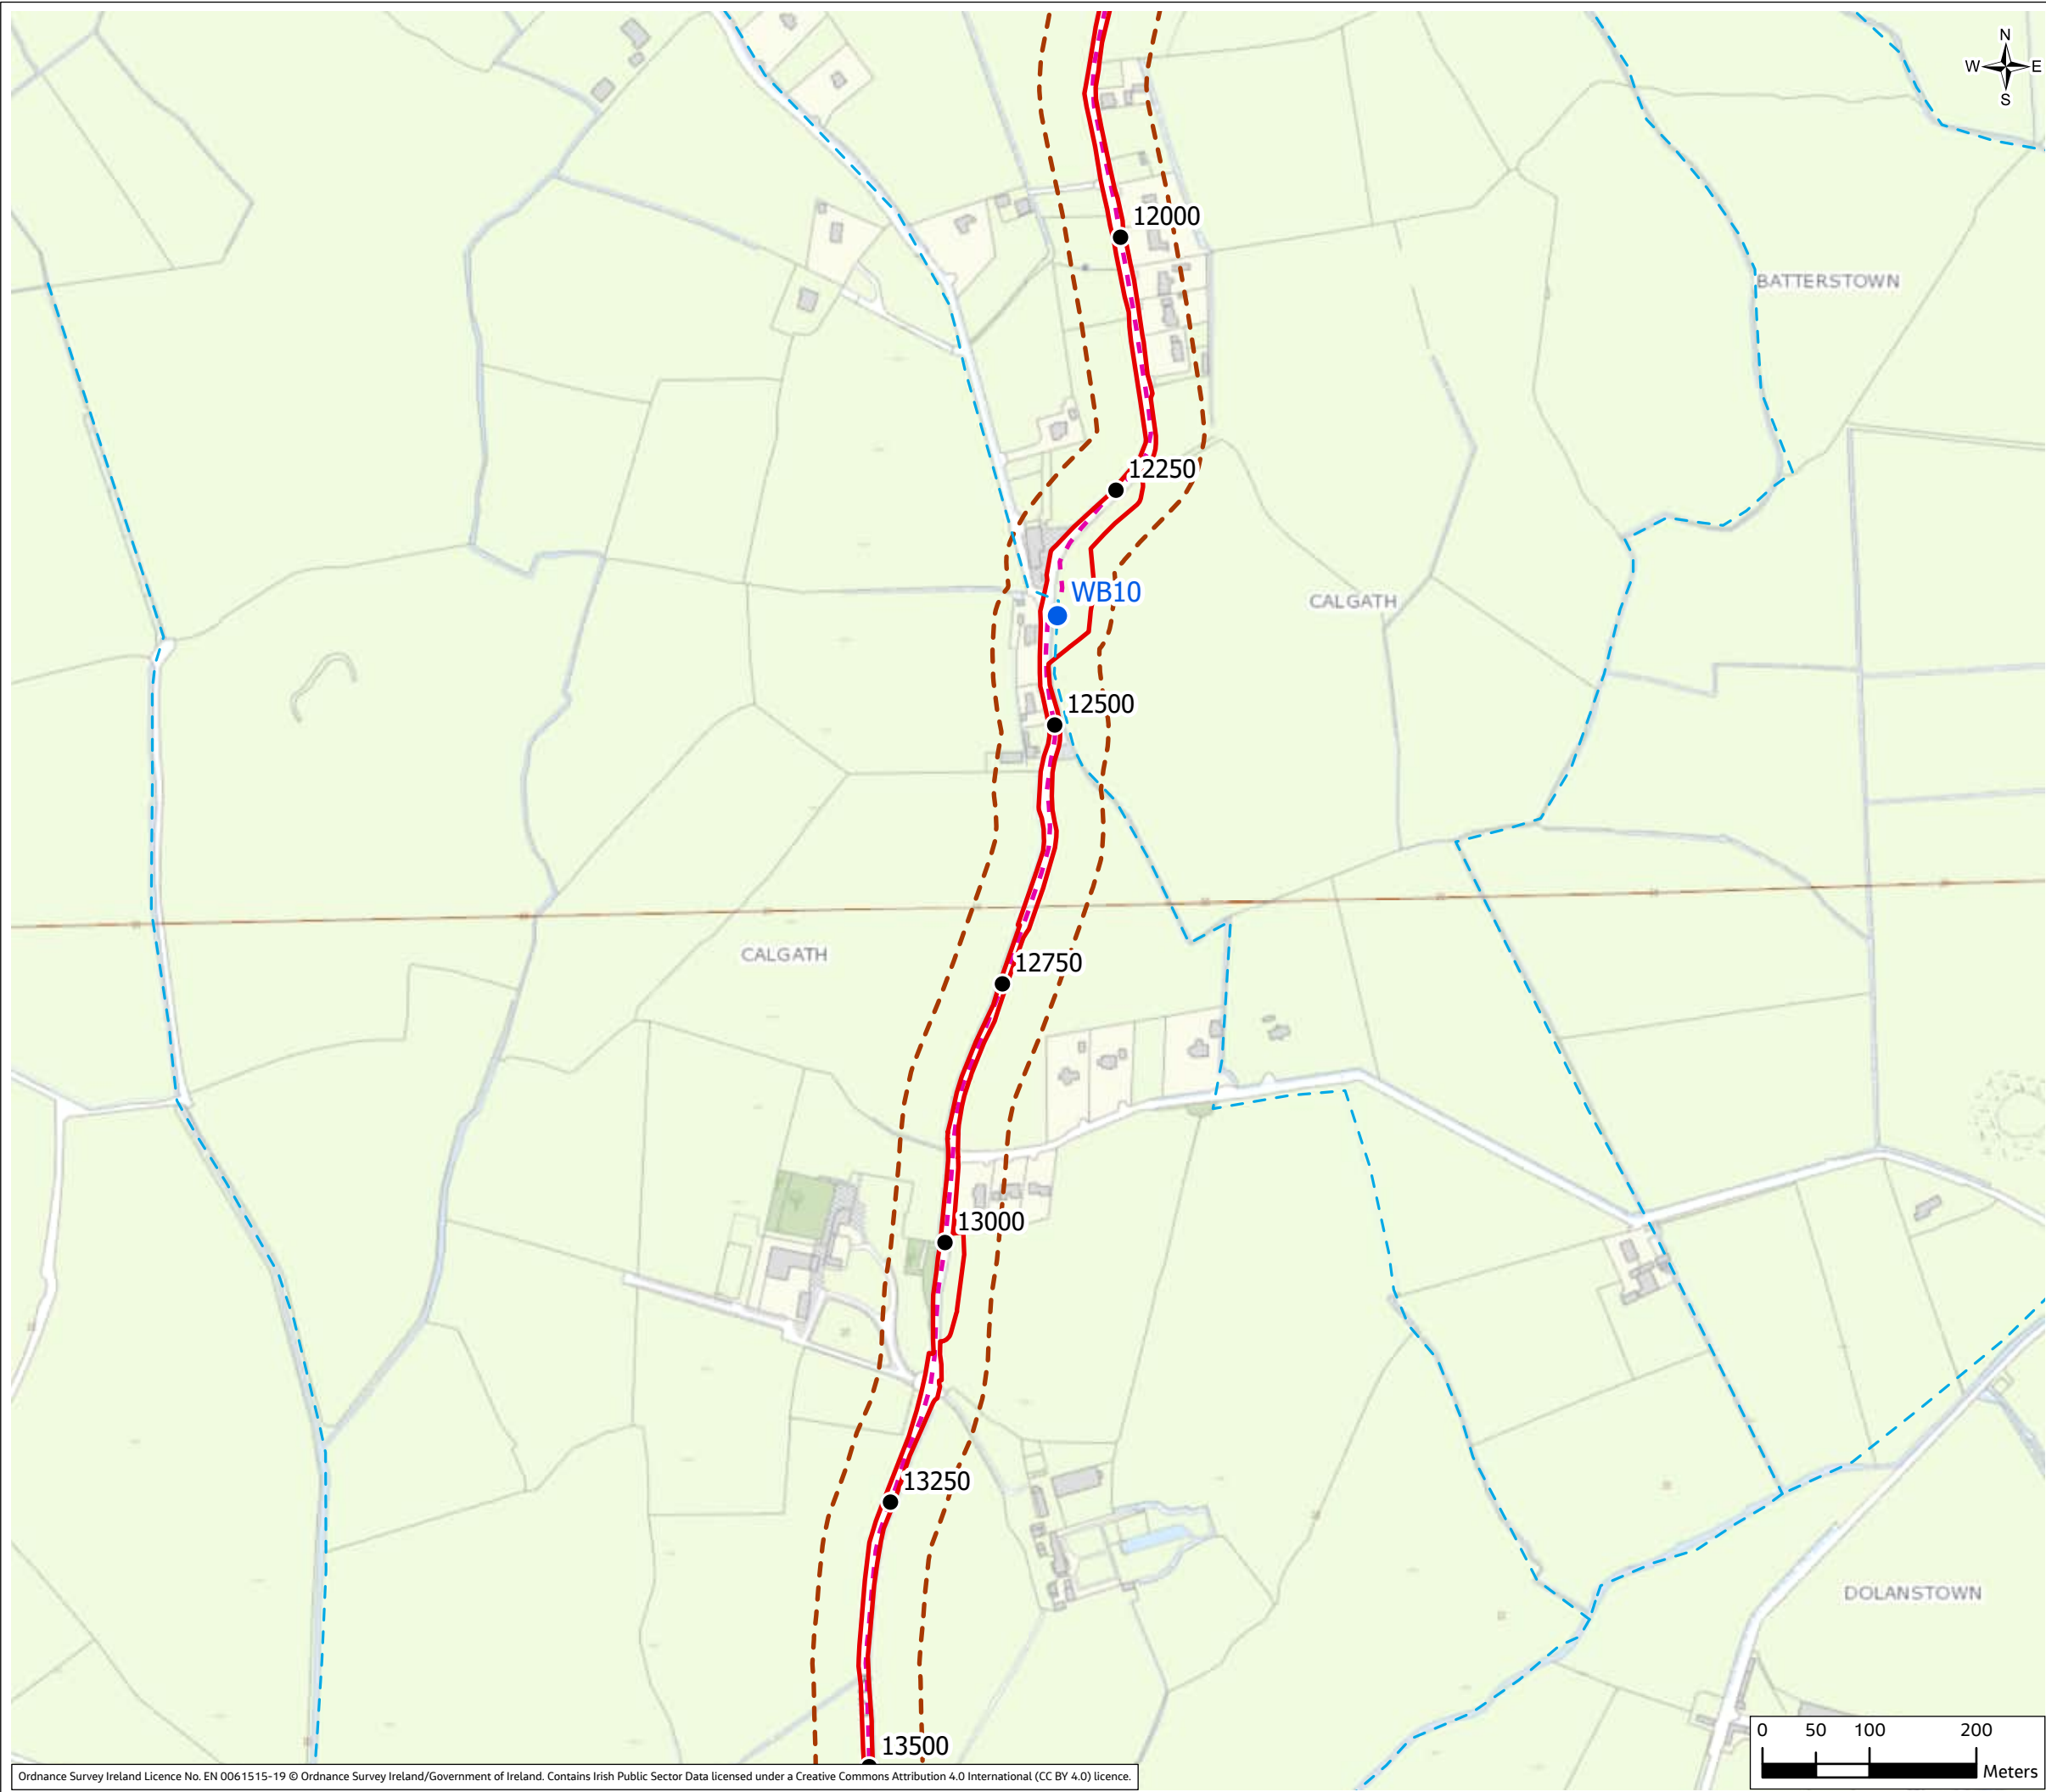 N
W E
S
12000
BATTERSTOWN
12250
WB10
CALGATH
12500
CALGATH
12750
13000
13250
DOLANSTOWN
13500
0 50 100 200
Meters
Ordnance Survey Ireland Licence No. EN 0061515-19 © Ordnance Survey Ireland/Government of Ireland. Contains Irish Public Sector Data licensed under a Creative Commons Attribution 4.0 International (CC BY 4.0) licence.